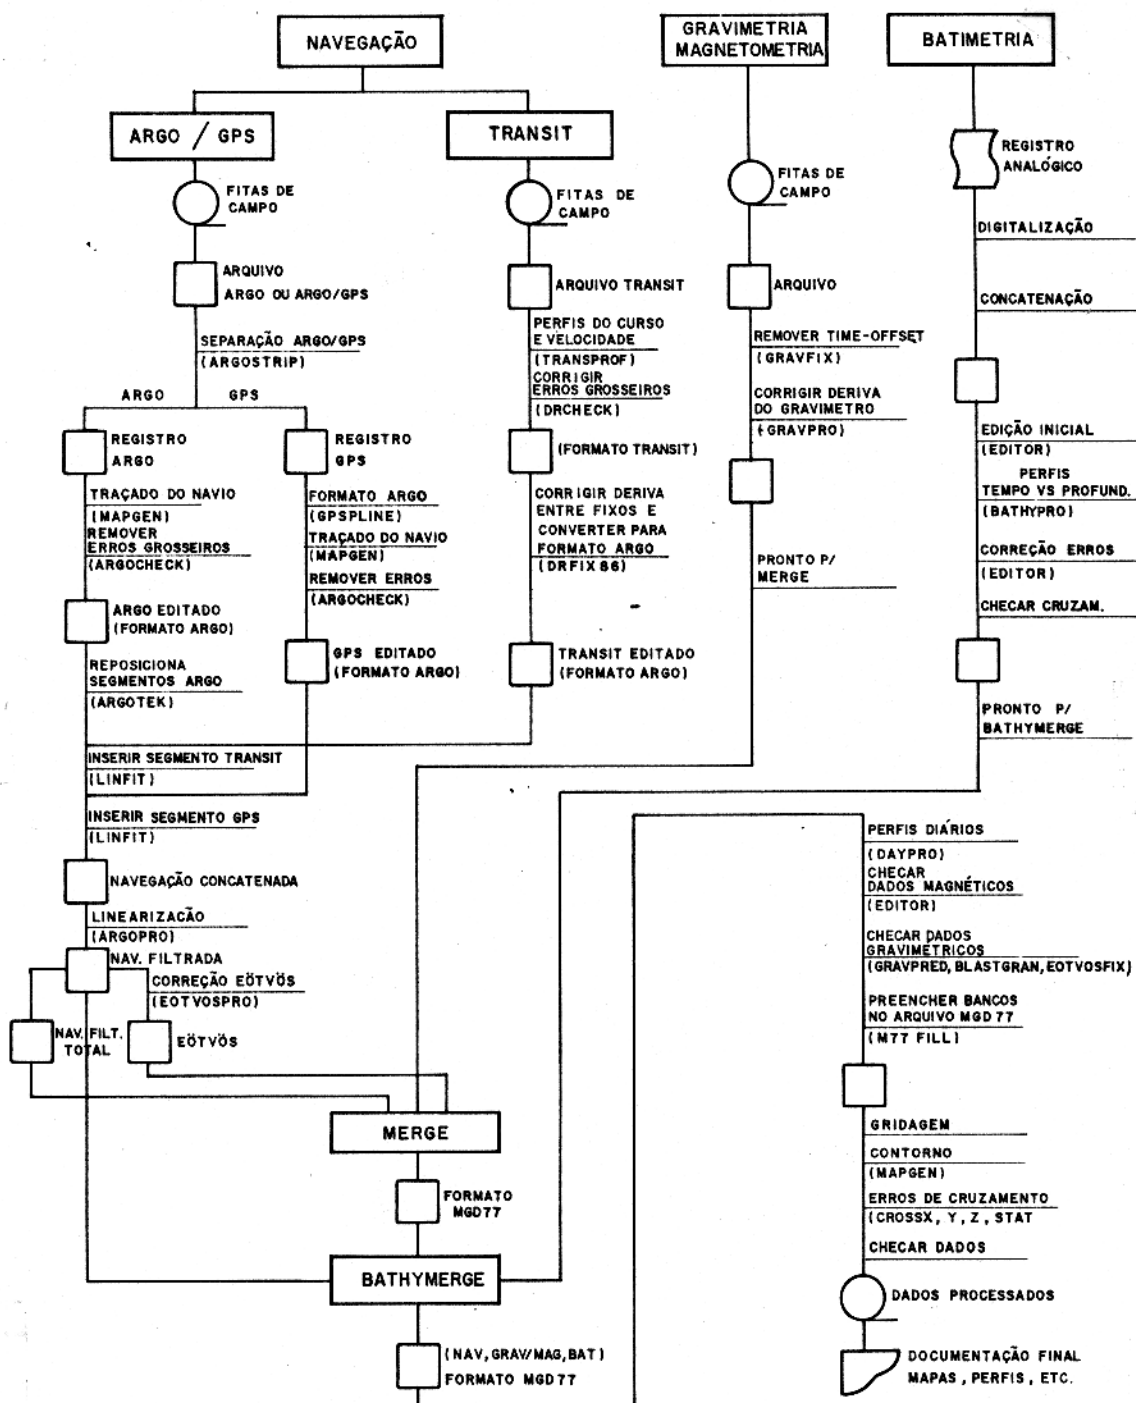 NAVEGAÇÃO
GRAVIMETRIA
MAGNETOMETRIA
BATIMETRIA
ARGO / GPS
TRANSIT
FITAS DE
CAMPO
FITAS DE
CAMPO
FITAS DE
CAMPO
REGISTRO
ANALÓGICO
DIGITALIZAÇÃO
CONCATENAÇÃO
ARQUIVO
ARGO OU ARGO/GPS
ARQUIVO TRANSIT
ARQUIVO
SEPARAÇÃO ARGO/GPS
(ARGOSTRIP)
PERFIS DO CURSO
E VELOCIDADE
(TRANSPROF)
CORRIGIR
ERROS GROSSEIROS
(DRCHECK)
REMOVER TIME-OFFSET
(GRAVFIX)
CORRIGIR DERIVA
DO GRAVIMETRO
(GRAVPRO)
ARGO
GPS
REGISTRO
ARGO
REGISTRO
GPS
(FORMATO TRANSIT)
EDIÇÃO INICIAL
(EDITOR)
PERFIS
TEMPO VS PROFUND.
(BATHYPRO)
CORREÇÃO ERROS
(EDITOR)
CHECAR CRUZAM.
TRAÇADO DO NAVIO
(MAPGEN)
REMOVER
ERROS GROSSEIROS
(ARGOCHECK)
FORMATO ARGO
(GPSPLINE)
TRAÇADO DO NAVIO
(MAPGEN)
REMOVER ERROS
(ARGOCHECK)
CORRIGIR DERIVA
ENTRE FIXOS E
CONVERTER PARA
FORMATO ARGO
(DRFIX 86)
PRONTO P/
MERGE
ARGO EDITADO
(FORMATO ARGO)
GPS EDITADO
(FORMATO ARGO)
TRANSIT EDITADO
(FORMATO ARGO)
REPOSICIONA
SEGMENTOS ARGO
(ARGOTEK)
PRONTO P/
BATHYMERGE
INSERIR SEGMENTO TRANSIT
(LINFIT)
INSERIR SEGMENTO GPS
(LINFIT)
NAVEGAÇÃO CONCATENADA
LINEARIZACÃO
(ARGOPRO)
NAV. FILTRADA
CORREÇÃO EÖTVÖS
(EOTVOSPRO)
NAV. FILT.
TOTAL
EÖTVÖS
MERGE
FORMATO
MGD77
BATHYMERGE
(NAV, GRAV/MAG, BAT)
FORMATO MGD77
PERFIS DIÁRIOS
(DAYPRO)
CHECAR
DADOS MAGNÉTICOS
(EDITOR)
CHECAR DADOS
GRAVIMETRICOS
(GRAVPRED, BLASTGRAN, EOTVOSFIX)
PREENCHER BANCOS
NO ARQUIVO MGD 77
(M77 FILL)
GRIDAGEM
CONTORNO
(MAPGEN)
ERROS DE CRUZAMENTO
(CROSSX, Y, Z, STAT
CHECAR DADOS
DADOS PROCESSADOS
DOCUMENTAÇÃO FINAL
MAPAS, PERFIS, ETC.